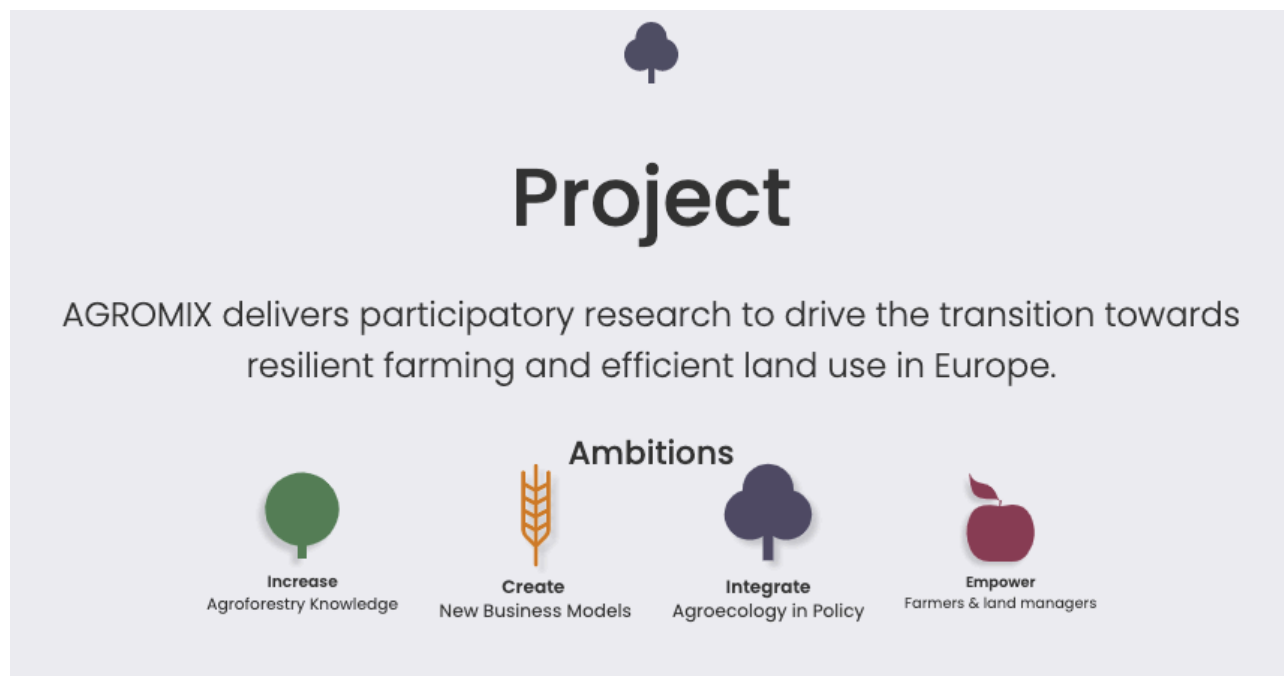 Project
AGROMIX delivers participatory research to drive the transition towards
resilient farming and efficient land use in Europe.
Ambitions
Increase
Agroforestry Knowledge
Create
New Business Models
Integrate
Agroecology in Policy
Empower
Farmers & land managers